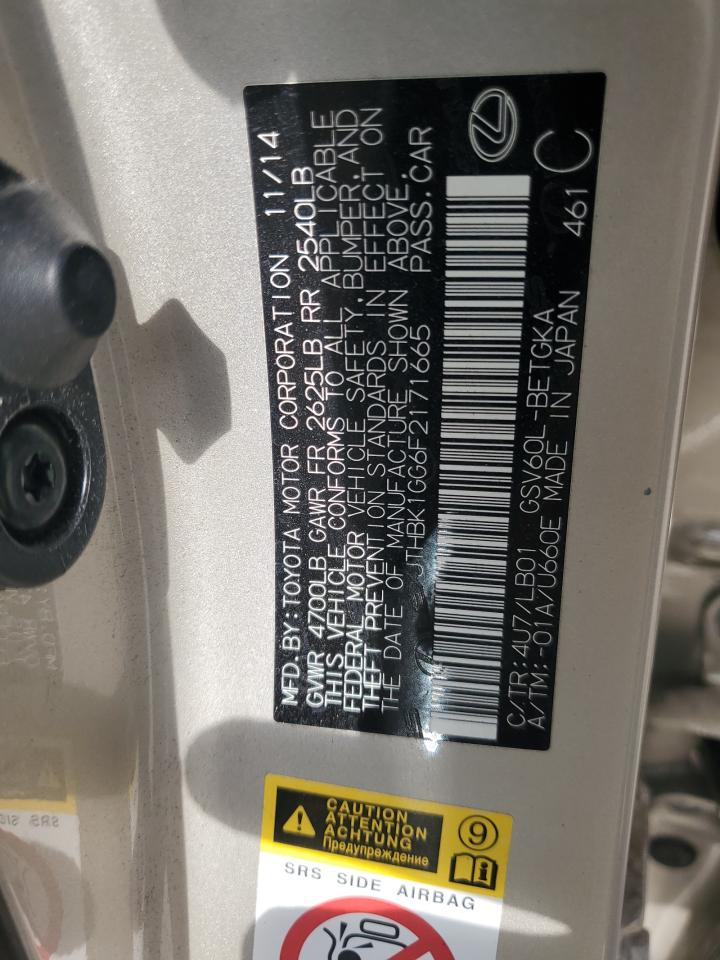 MFD.BY:TOYOTA MOTOR CORPORATION 11/14
GVWR 4700LB GAWR FR 2625LB RR 2540LB
THIS VEHICLE CONFORMS TO ALL APPLICABLE
FEDERAL MOTOR VEHICLE SAFETY,BUMPER,AND
THEFT PREVENTION STANDARDS IN EFFECT ON
THE DATE OF MANUFACTURE SHOWN ABOVE.
JTHBK1GG6F2171665 PASS.CAR
C/TR:4U7/LB01 GSV60L-BETGKA
A/TM:-01A/U660E MADE IN JAPAN 461 C
CAUTION
ATTENTION
ACHTUNG
Предупреждение
9
SRS SIDE AIRBAG